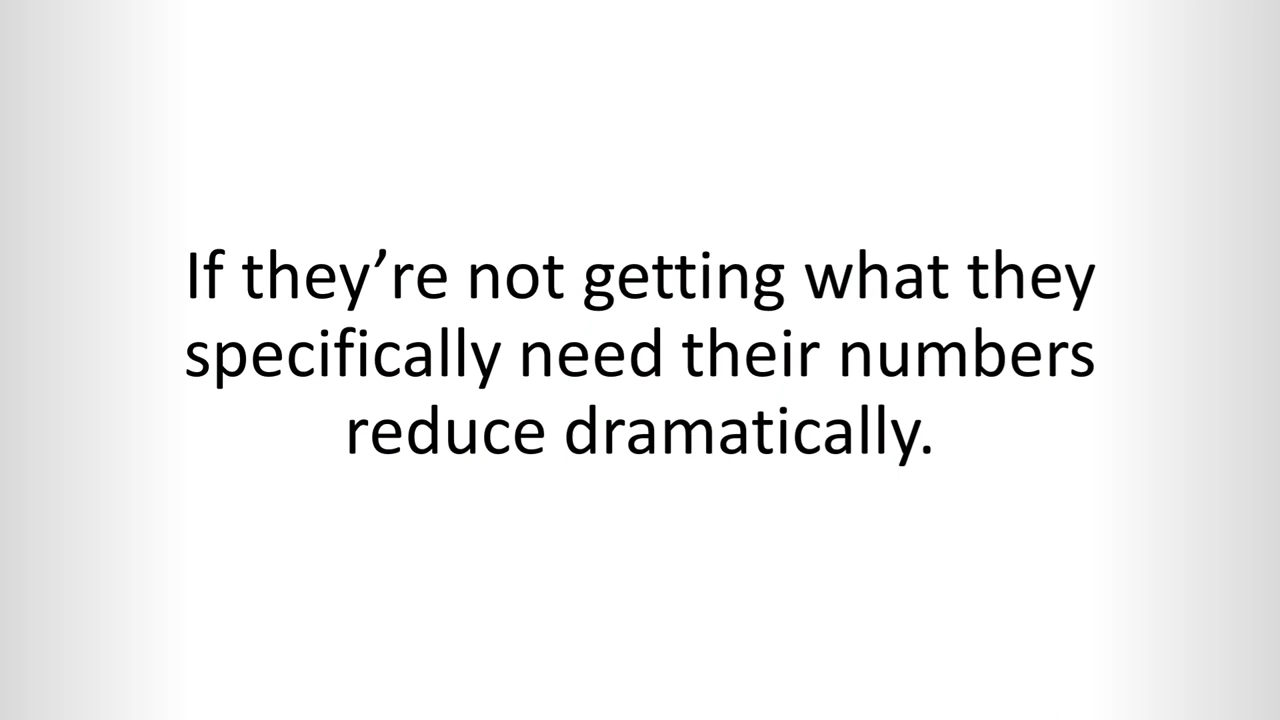 If they’re not getting what they
specifically need their numbers
reduce dramatically.